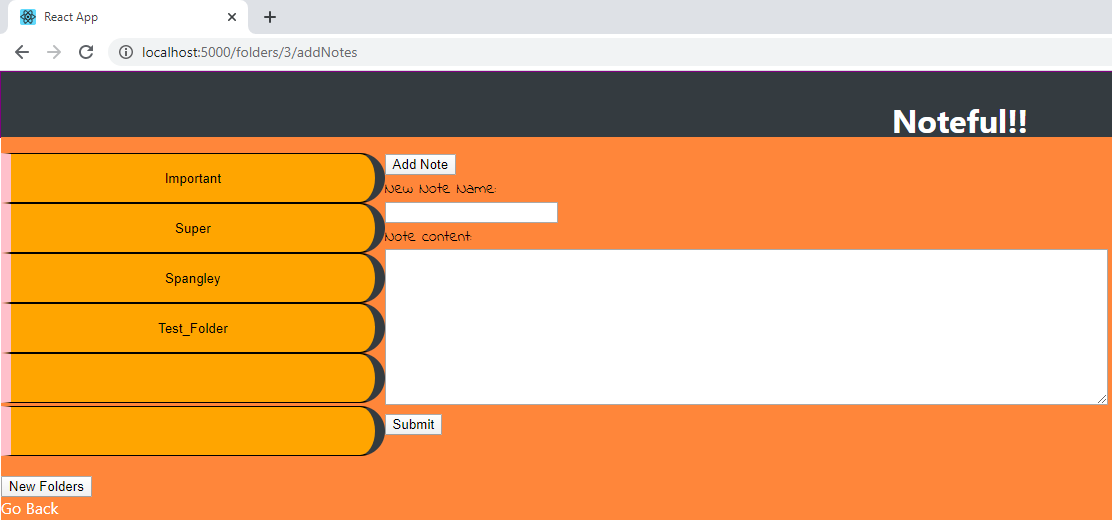 React App
localhost:5000/folders/3/addNotes
Noteful!!
Important
Super
Spangley
Test_Folder
New Folders
Go Back
Add Note
New Note Name:
Note content:
Submit